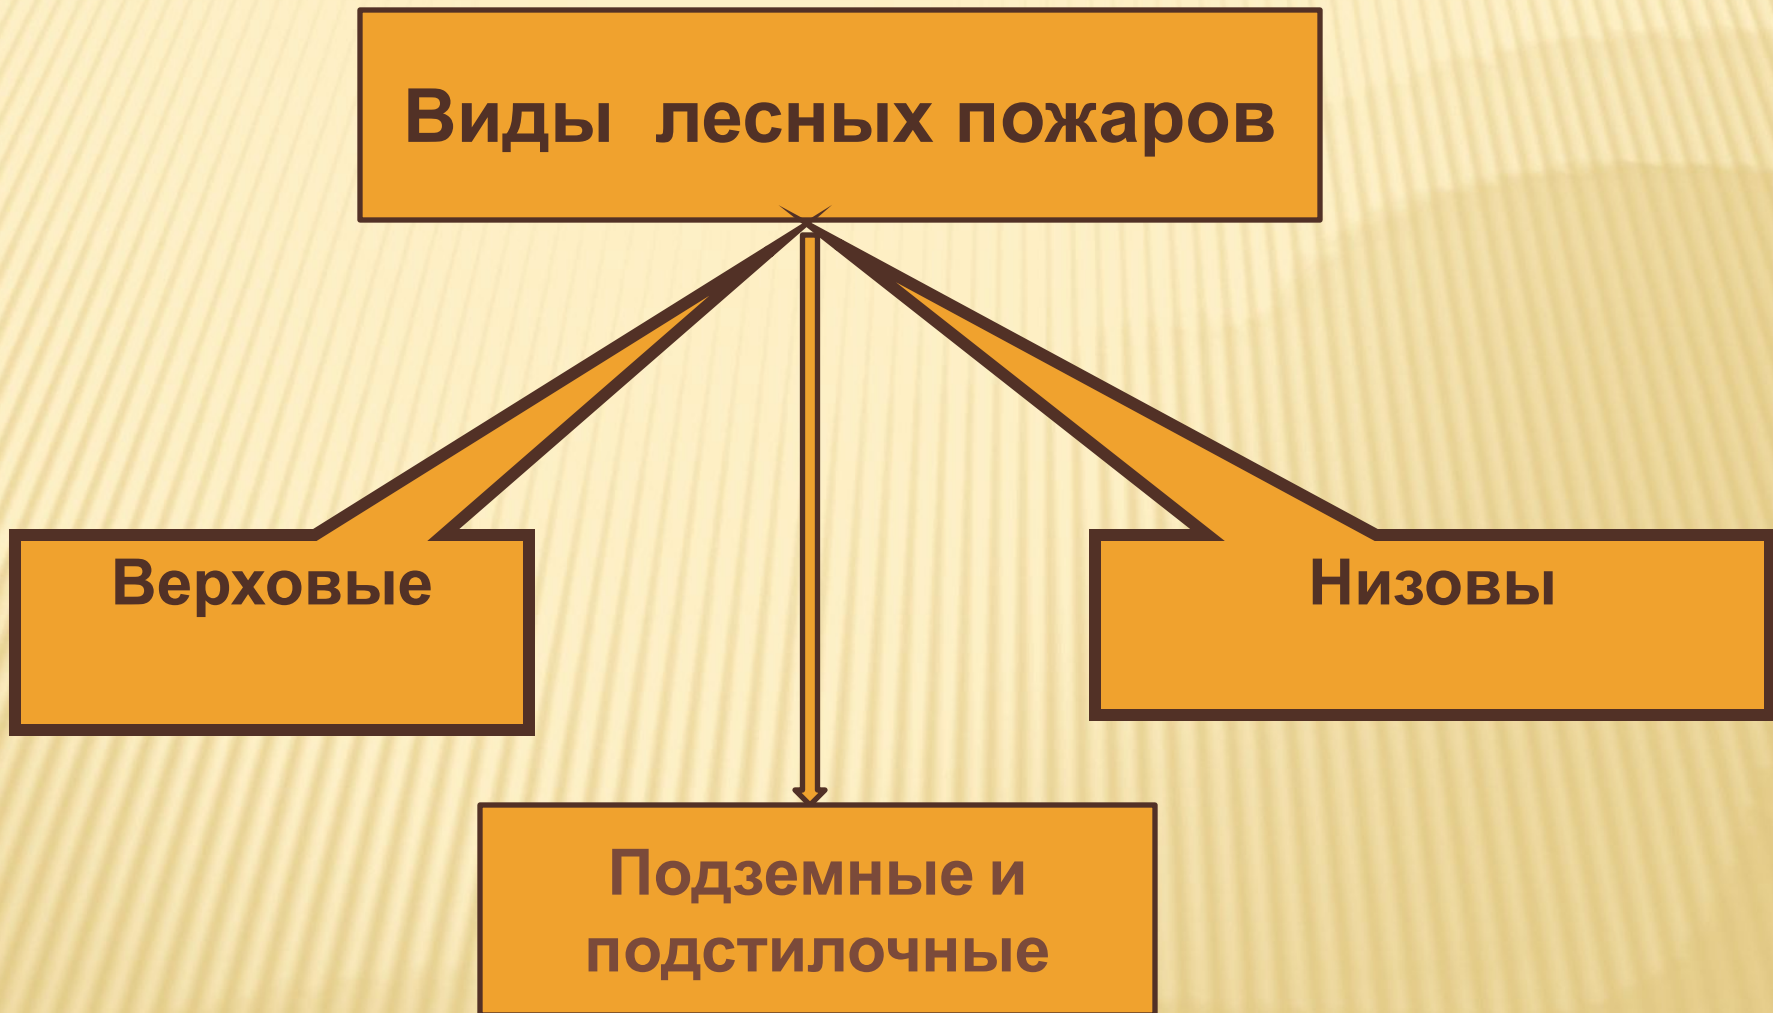 Виды лесных пожаров
Верховые
Низовы
Подземные и
подстилочные